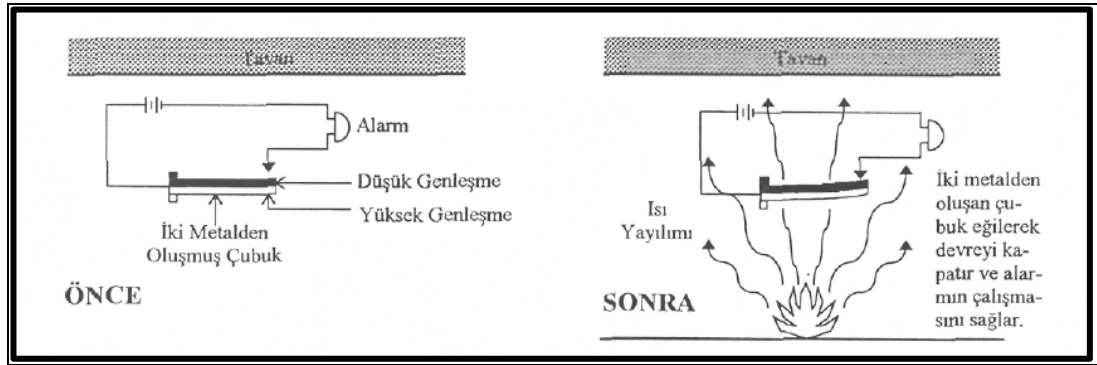 Tavan
Alarm
Düşük Genleşme
Yüksek Genleşme
İki Metalden
Oluşmuş Çubuk
ÖNCE
Tavan
Isı
Yayılımı
İki metalden
oluşan çu-
buk eğilerek
devreyi ka-
patır ve alar-
mın çalışma-
sını sağlar.
SONRA